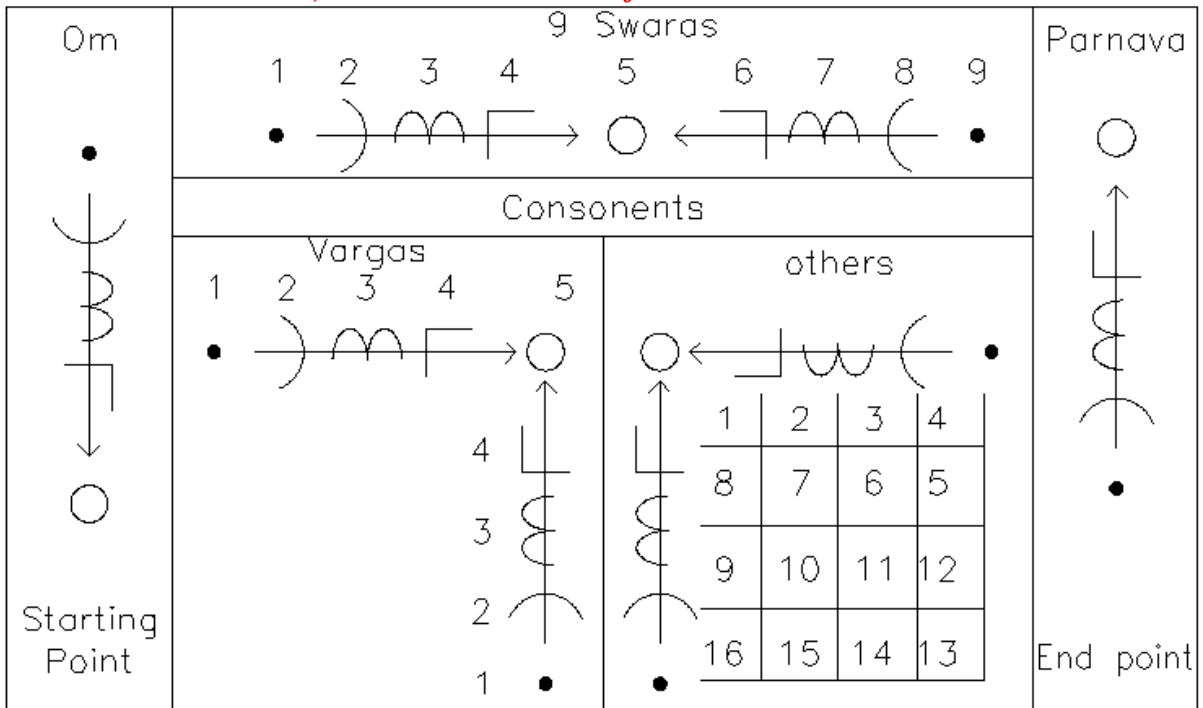 Om
Starting
Point
9 Swaras
1 2 3 4 5 6 7 8 9
Consonents
Vargas
1 2 3 4 5
4
3
2
1
others
1 2 3 4
8 7 6 5
9 10 11 12
16 15 14 13
Parnava
End point